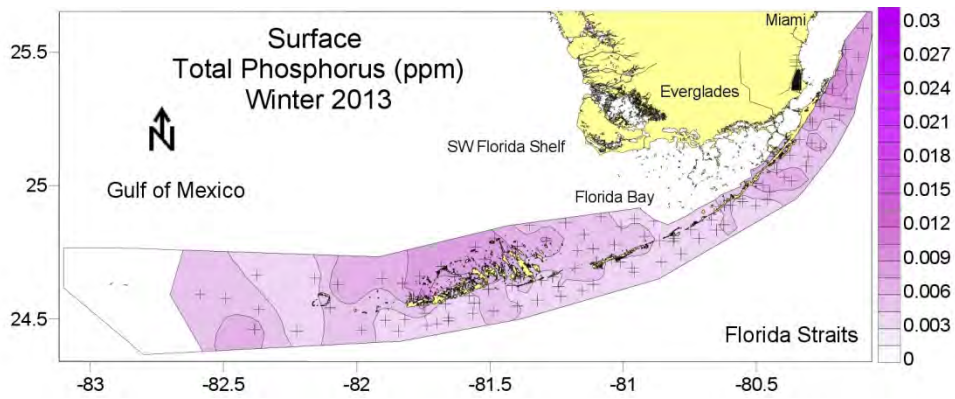 Surface
Total Phosphorus (ppm)
Winter 2013
N
Miami
Everglades
SW Florida Shelf
Gulf of Mexico
Florida Bay
Florida Straits
25.5
25
24.5
-83
-82.5
-82
-81.5
-81
-80.5
0.03
0.027
0.024
0.021
0.018
0.015
0.012
0.009
0.006
0.003
0